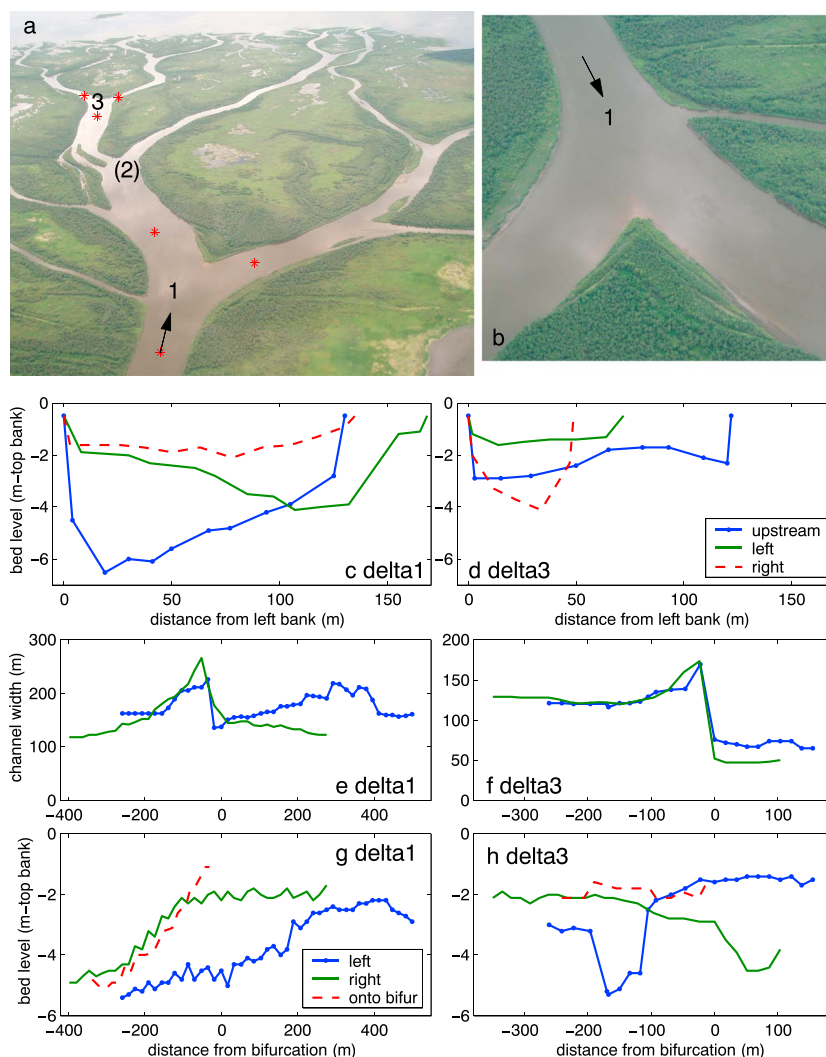 a
3
(2)
1
1
b
0
-2
-4
-6
bed level (m-top bank)
0
50
100
150
distance from left bank (m)
c delta1
0
-2
-4
-6
0
50
100
150
distance from left bank (m)
d delta3
upstream
left
right
300
200
100
0
channel width (m)
-400
-200
0
200
400
e delta1
200
150
100
50
0
-300
-200
-100
0
100
f delta3
0
-2
-4
-6
bed level (m-top bank)
g delta1
left
right
onto bifur
-400
-200
0
200
400
distance from bifurcation (m)
0
-2
-4
-6
h delta3
-300
-200
-100
0
100
distance from bifurcation (m)